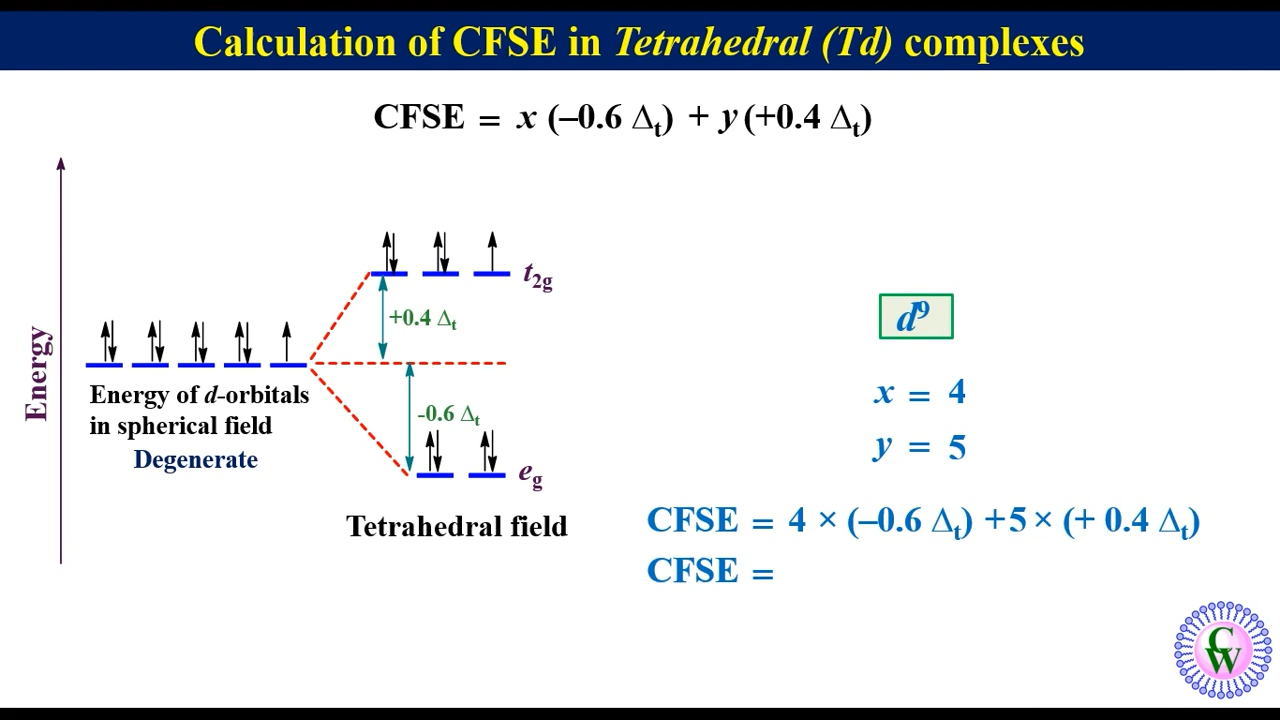 Calculation of CFSE in Tetrahedral (Td) complexes
CFSE = x (–0.6 Δt) + y (+0.4 Δt)
Energy
t2g
+0.4 Δt
-0.6 Δt
eg
Energy of d-orbitals
in spherical field
Degenerate
Tetrahedral field
d9
x = 4
y = 5
CFSE = 4 × (–0.6 Δt) + 5 × (+ 0.4 Δt)
CFSE =
CW